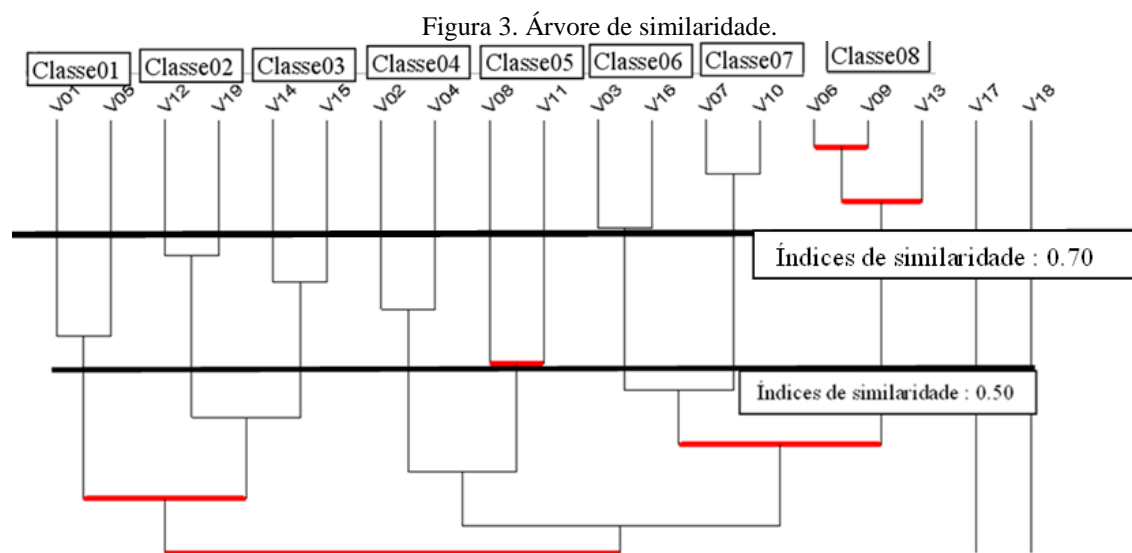 Figura 3. Árvore de similaridade.
Classe01 Classe02 Classe03 Classe04 Classe05 Classe06 Classe07 Classe08
V01 V05 V12 V19 V14 V15 V02 V04 V08 V11 V03 V16 V07 V10 V06 V09 V13 V17 V18
Índices de similaridade : 0.70
Índices de similaridade : 0.50